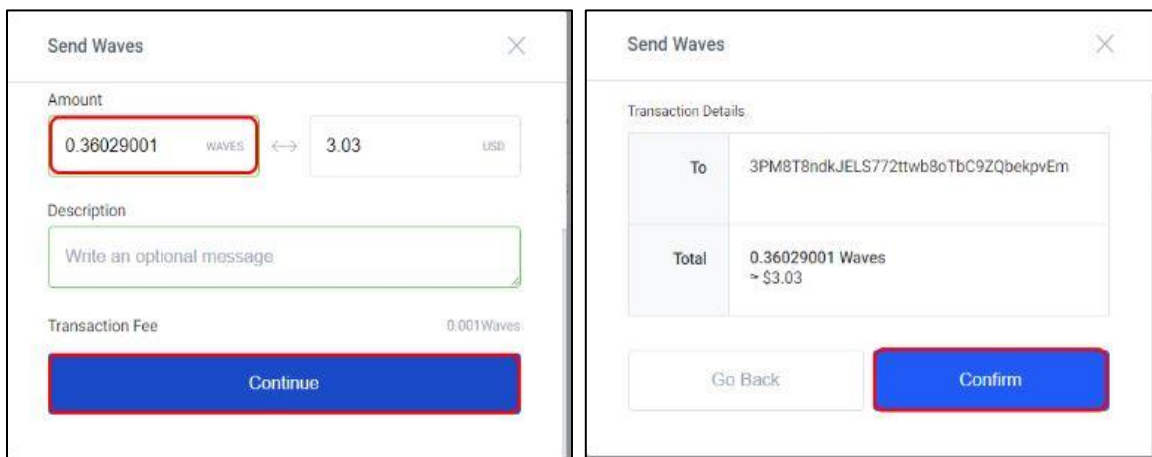 Send Waves
Amount
0.36029001 WAVES 3.03 USD
Description
Write an optional message
Transaction Fee 0.001Waves
Continue
Send Waves
Transaction Details
To 3PM8T8ndkJELS772ttwb8oTbC9ZQbekpvEm
Total 0.36029001 Waves
≈ $3.03
Go Back Confirm